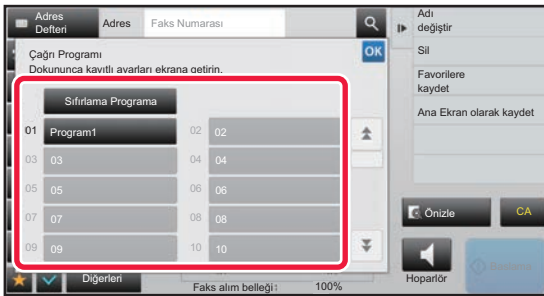 Adres
Defteri
Adres
Faks Numarası
Çağrı Programı
OK
Dokununca kayıtlı ayarları ekrana getirin.
Sıfırlama Programa
01 Program1
02 02
03 03
04 04
05 05
06 06
07 07
08 08
09 09
10 10
Diğerleri
Faks alım belleği: 100%
Adı
değiştir
Sil
Favorilere
kaydet
Ana Ekran olarak kaydet
Önizle
CA
Hoparlör